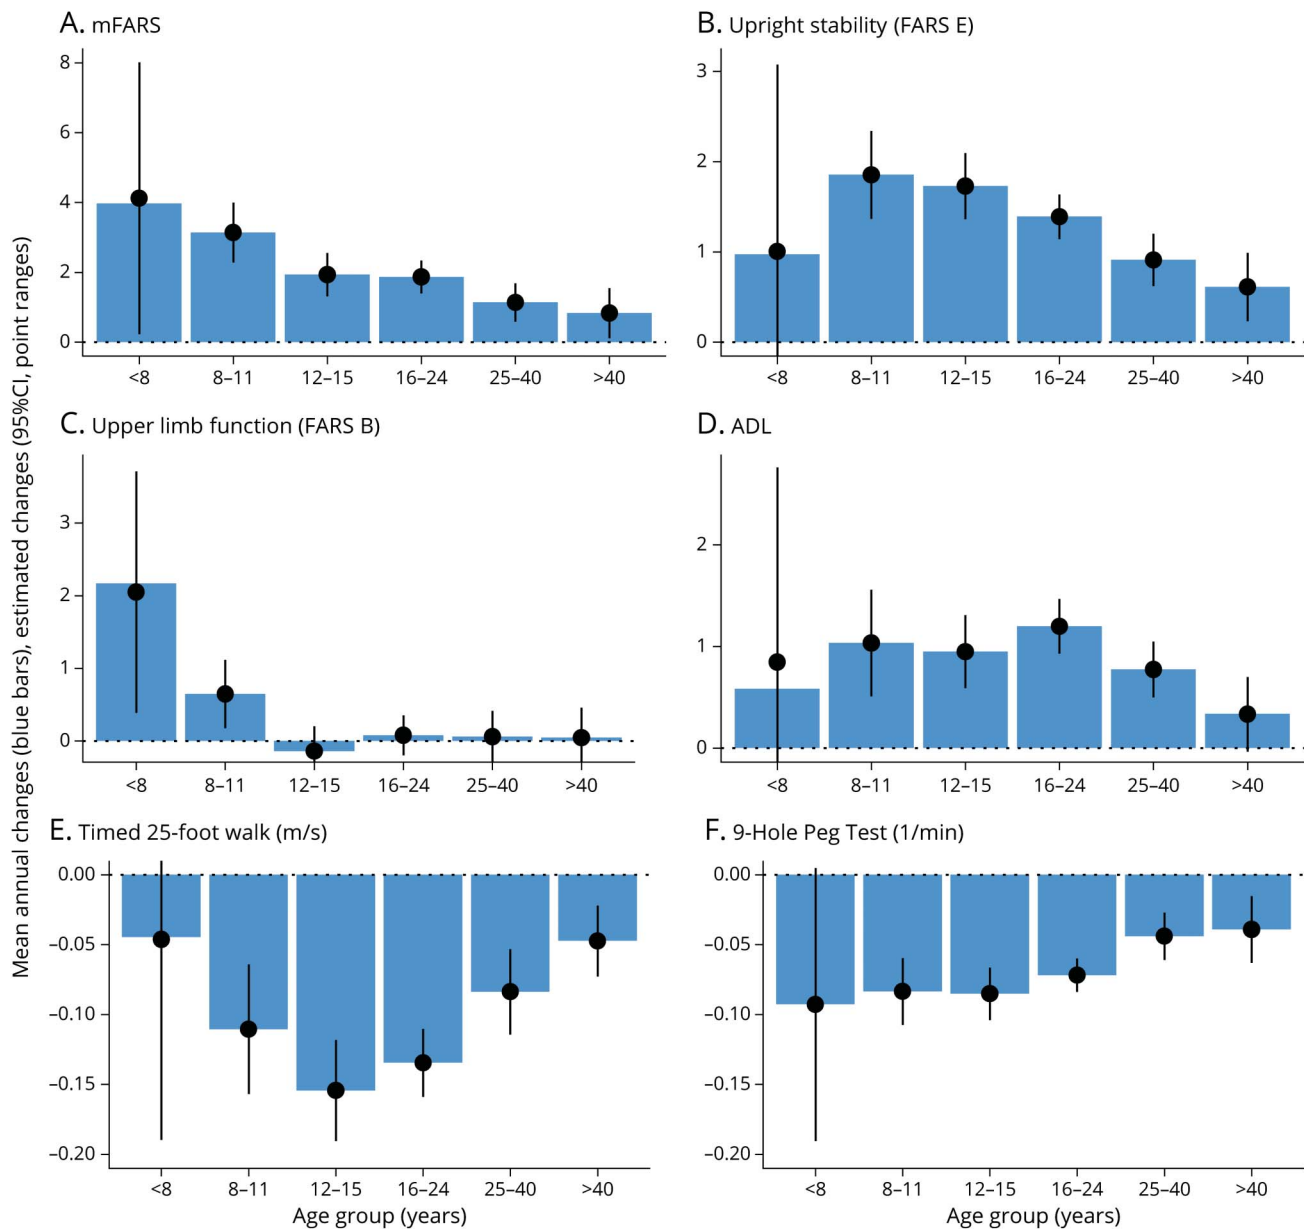 A. mFARS
8
6
4
2
0
<8 8–11 12–15 16–24 25–40 >40
B. Upright stability (FARS E)
3
2
1
0
<8 8–11 12–15 16–24 25–40 >40
C. Upper limb function (FARS B)
3
2
1
0
<8 8–11 12–15 16–24 25–40 >40
D. ADL
2
1
0
<8 8–11 12–15 16–24 25–40 >40
E. Timed 25-foot walk (m/s)
0.00
–0.05
–0.10
–0.15
–0.20
<8 8–11 12–15 16–24 25–40 >40
Age group (years)
F. 9-Hole Peg Test (1/min)
0.00
–0.05
–0.10
–0.15
–0.20
<8 8–11 12–15 16–24 25–40 >40
Age group (years)
Mean annual changes (blue bars), estimated changes (95%CI, point ranges)